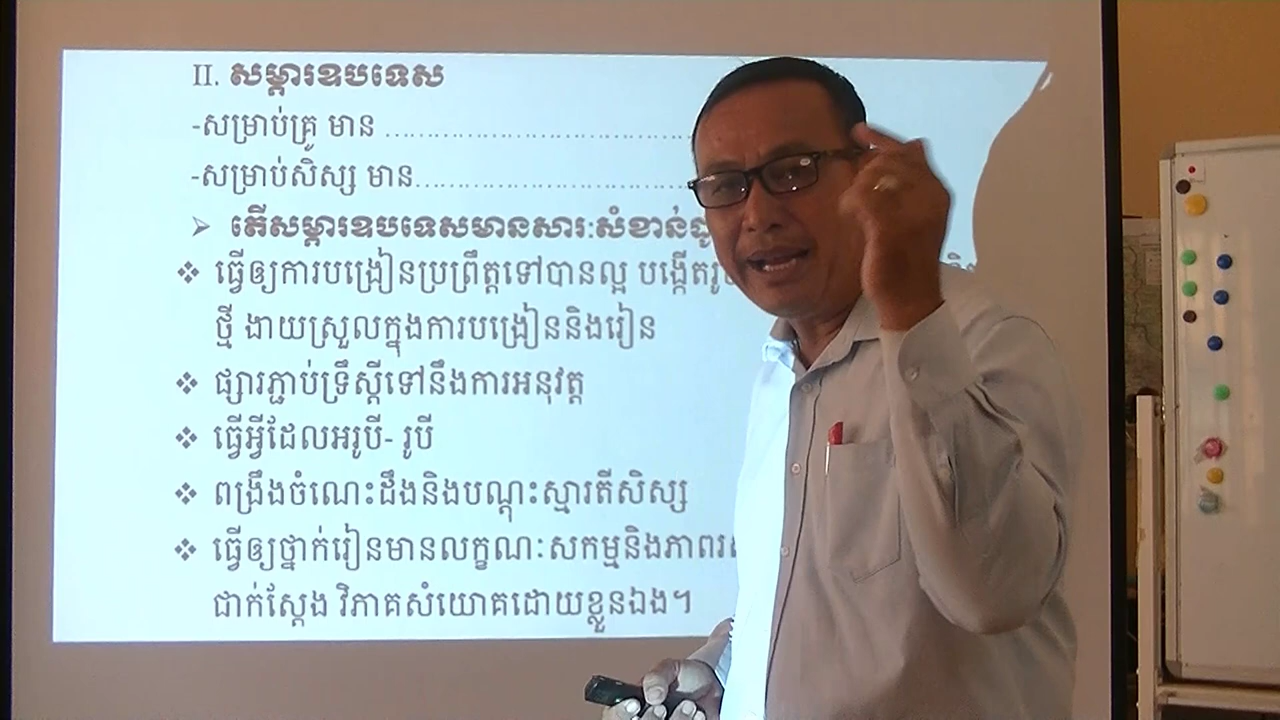 II. សម្ភារឧបទេស
-សម្រាប់គ្រូ មាន ……………………………………
-សម្រាប់សិស្ស មាន……………………………………
➢ តើសម្ភារឧបទេសមានសារៈសំខាន់
❖ ធ្វើឲ្យការបង្រៀនប្រព្រឹត្តទៅបានល្អ បង្កើត
ថ្មី ងាយស្រួលក្នុងការបង្រៀននិងរៀន
❖ ផ្សារភ្ជាប់ទ្រឹស្តីទៅនឹងការអនុវត្ត
❖ ធ្វើអ្វីដែលអរូបី- រូបី
❖ ពង្រឹងចំណេះដឹងនិងបណ្តុះស្មារតីសិស្ស
❖ ធ្វើឲ្យថ្នាក់រៀនមានលក្ខណៈសកម្មនិង
ជាក់ស្តែង វិភាគសំយោគដោយខ្លួនឯង។